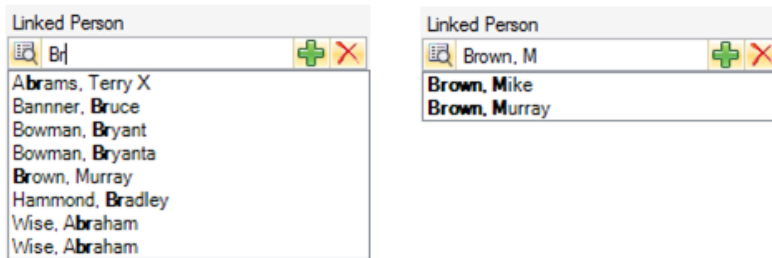 Linked Person
Br
Abrams, Terry X
Bannner, Bruce
Bowman, Bryant
Bowman, Bryanta
Brown, Murray
Hammond, Bradley
Wise, Abraham
Wise, Abraham
Linked Person
Brown, M
Brown, Mike
Brown, Murray